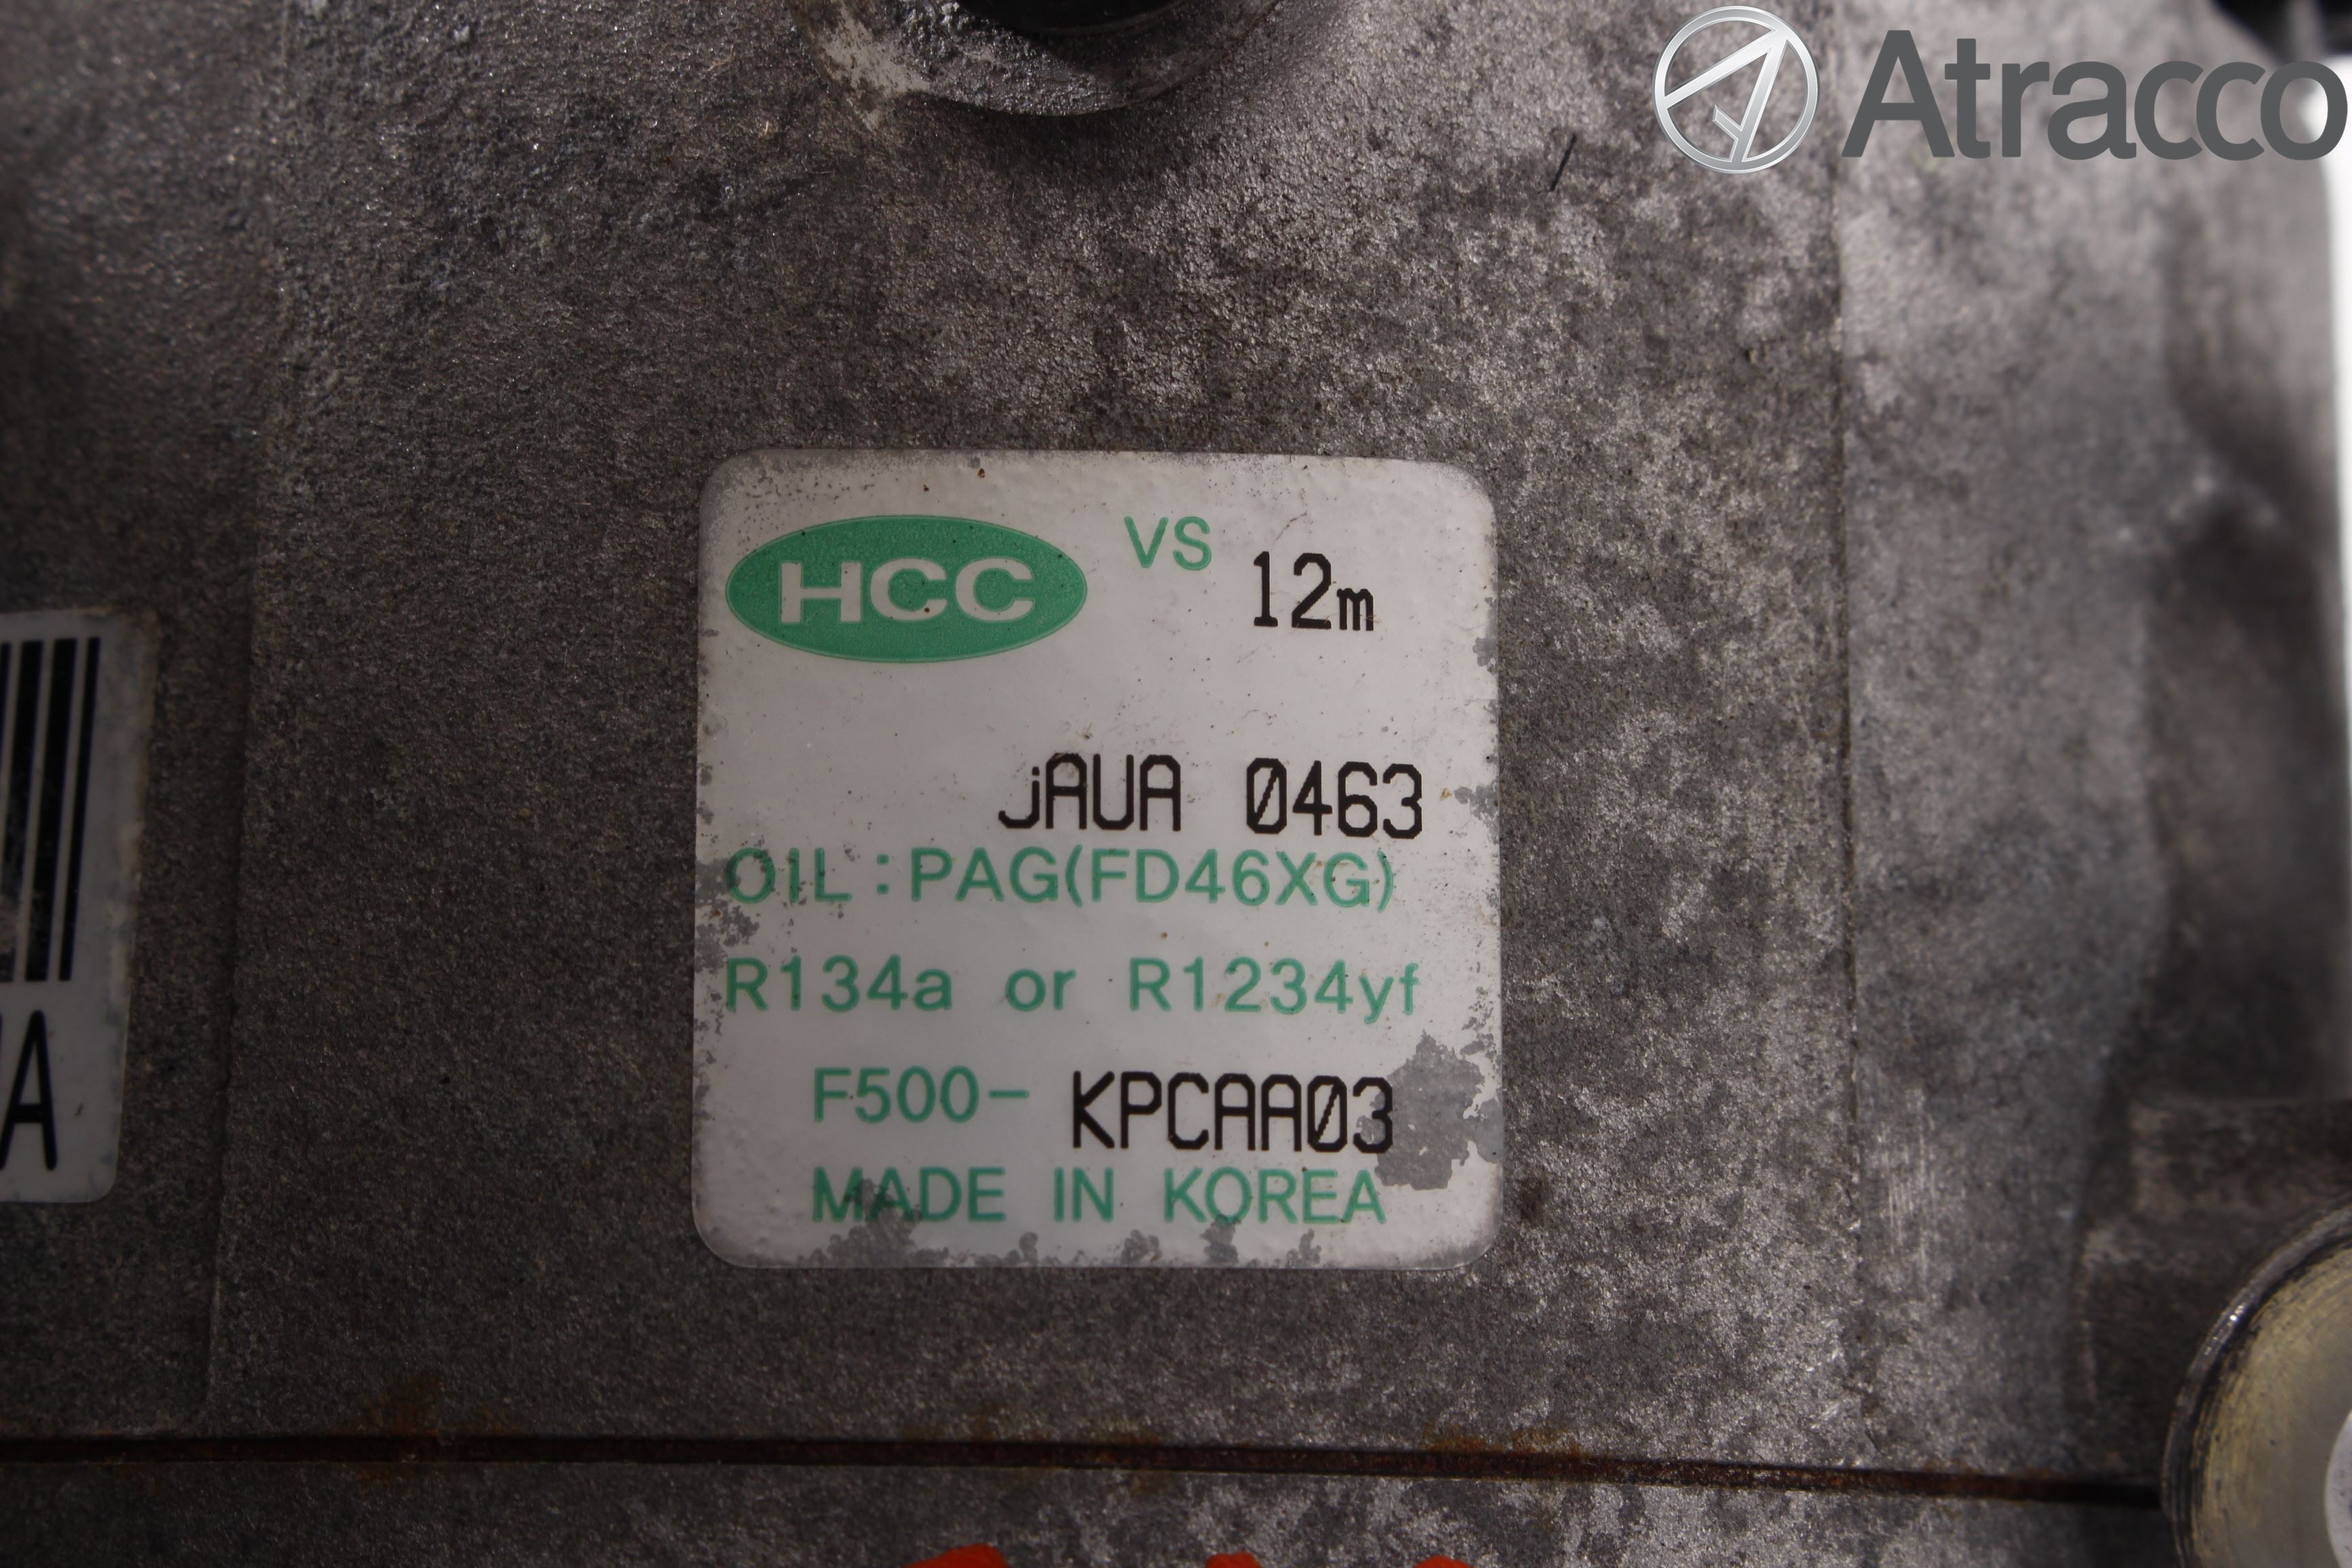 Atracco
HCC VS 12m
jAUA 0463
OIL : PAG(FD46XG)
R134a or R1234yf
F500- KPCAA03
MADE IN KOREA
A